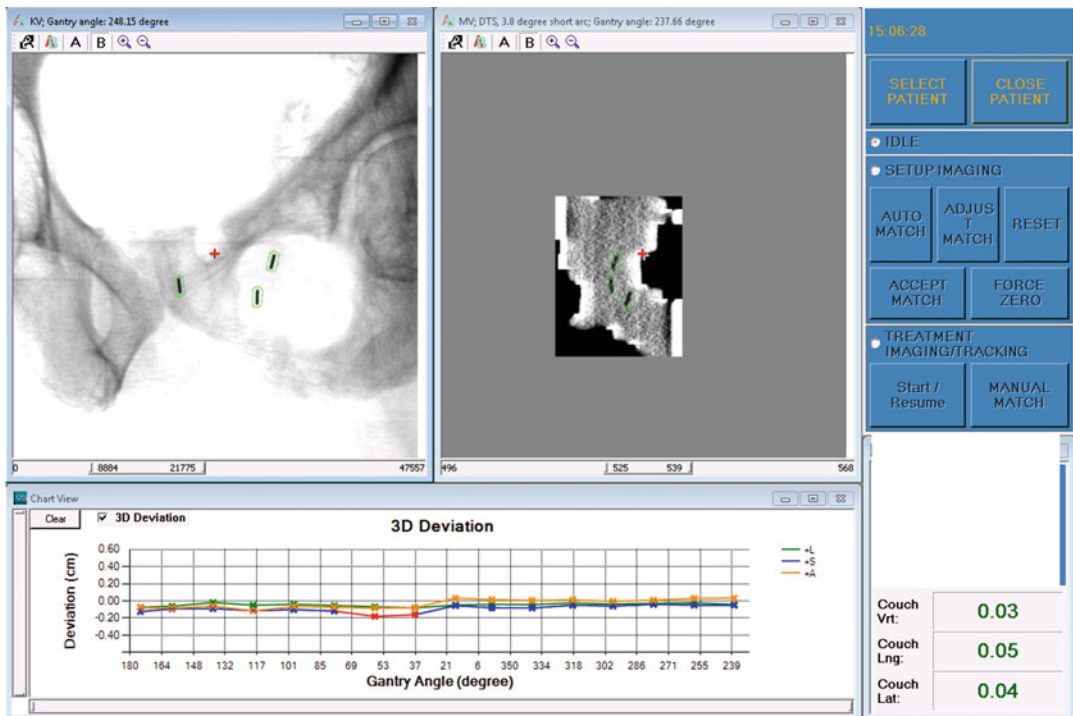 KV; Gantry angle: 248.15 degree
A B
0 8884 21775 47557
MV; DTS, 3.0 degree short arc; Gantry angle: 237.66 degree
A B
496 525 539 568
15:06:28
SELECT
PATIENT
CLOSE
PATIENT
IDLE
SETUP IMAGING
AUTO
MATCH
ADJUS
T
MATCH
RESET
ACCEPT
MATCH
FORCE
ZERO
TREATMENT
IMAGING/TRACKING
Start /
Resume
MANUAL
MATCH
Chart View
Clear
3D Deviation
3D Deviation
Deviation (cm)
0.60
0.40
0.20
0.00
-0.20
-0.40
+L
+S
+A
180 164 148 132 117 101 85 69 53 37 21 6 350 334 318 302 286 271 255 239
Gantry Angle (degree)
Couch
Vrt:
0.03
Couch
Lng:
0.05
Couch
Lat:
0.04